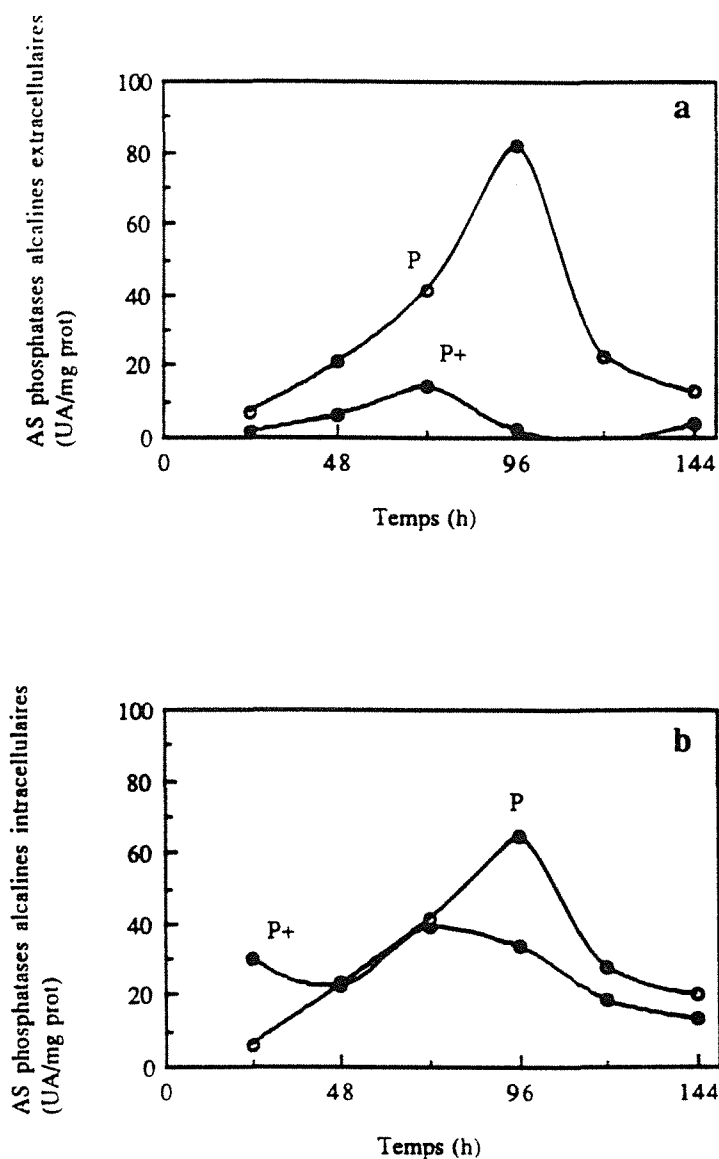 AS phosphatases alcalines extracellulaires
(UA/mg prot)
100
80
60
40
20
0
a
P
P+
0 48 96 144
Temps (h)
AS phosphatases alcalines intracellulaires
(UA/mg prot)
100
80
60
40
20
0
b
P
P+
0 48 96 144
Temps (h)